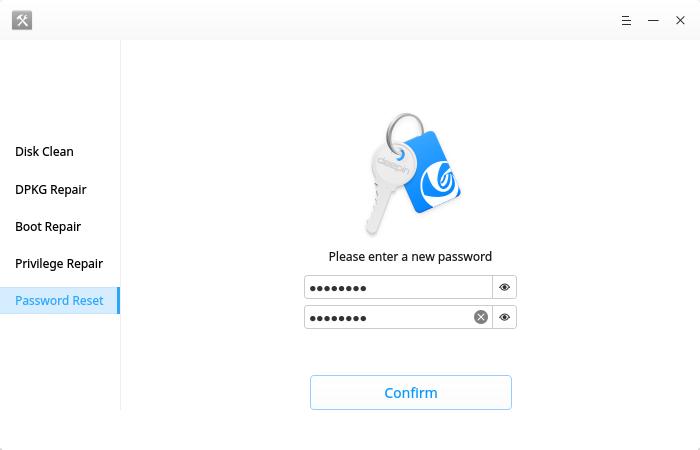 Disk Clean
DPKG Repair
Boot Repair
Privilege Repair
Password Reset
deepin
Please enter a new password
●●●●●●●●
●●●●●●●●
Confirm